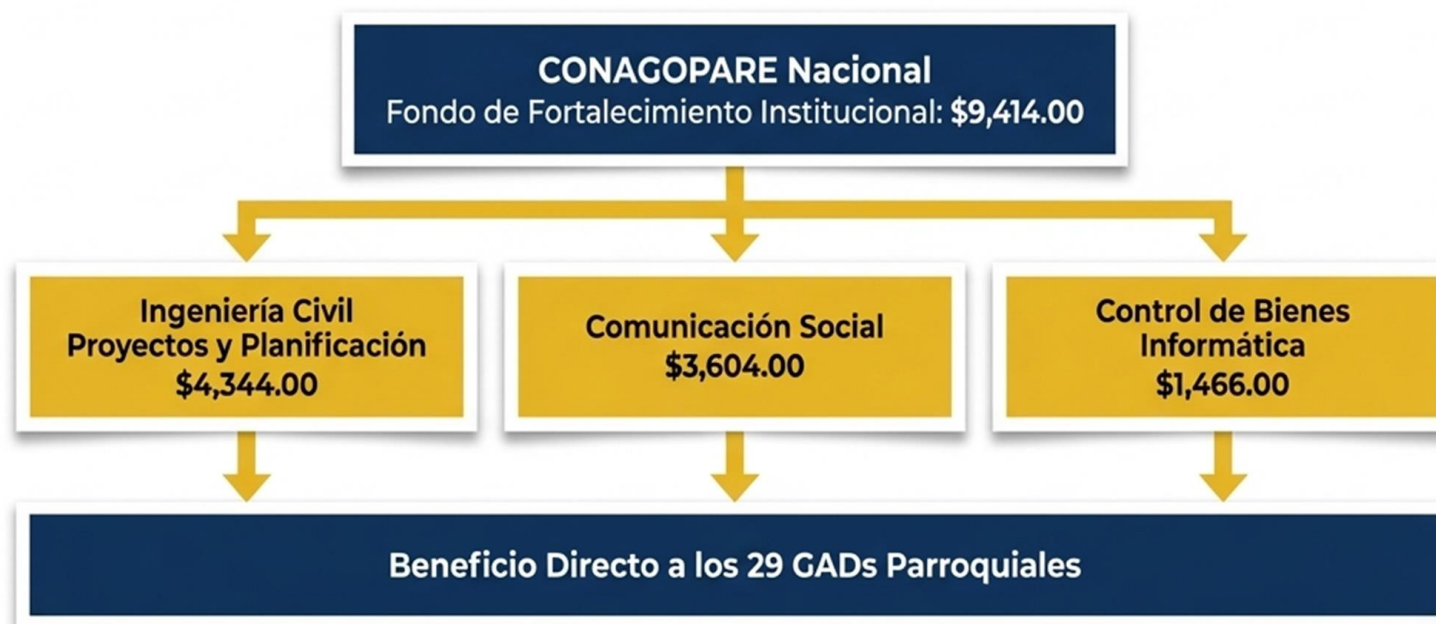 CONAGOPARE Nacional
Fondo de Fortalecimiento Institucional: $9,414.00
Ingeniería Civil
Proyectos y Planificación
$4,344.00
Comunicación Social
$3,604.00
Control de Bienes
Informática
$1,466.00
Beneficio Directo a los 29 GADs Parroquiales